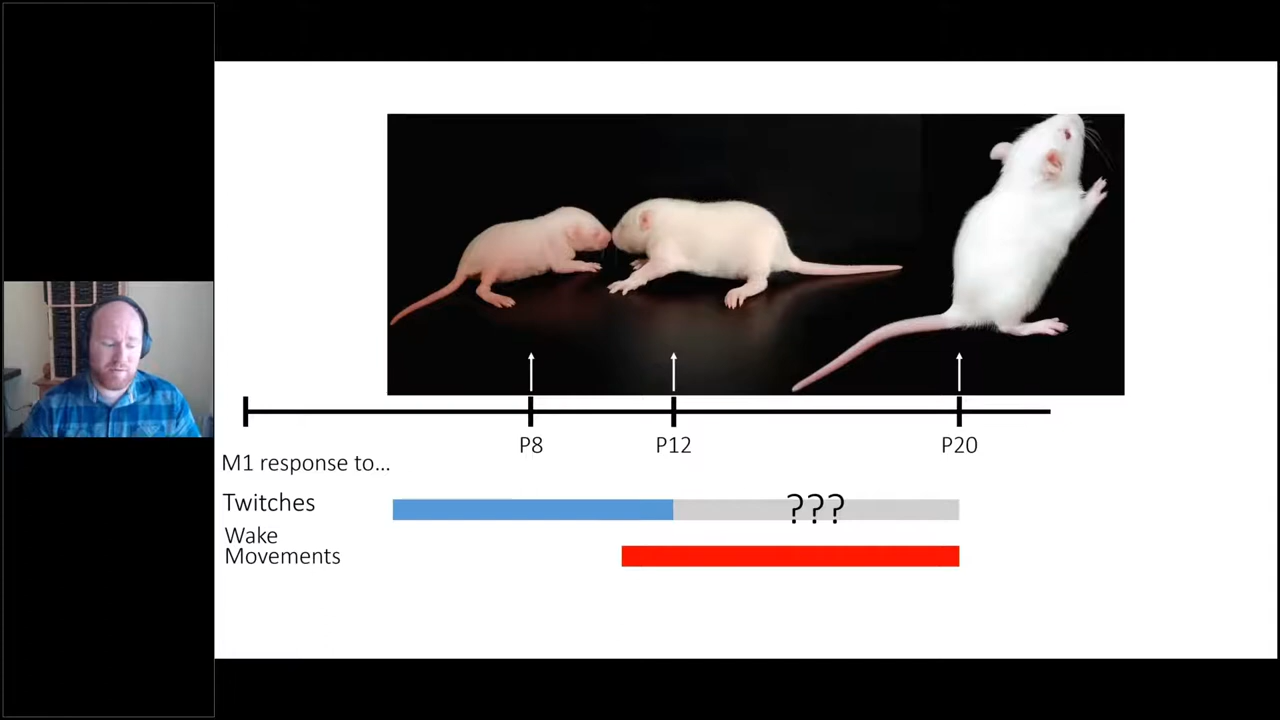 P8 P12 P20
M1 response to...
Twitches ???
Wake
Movements